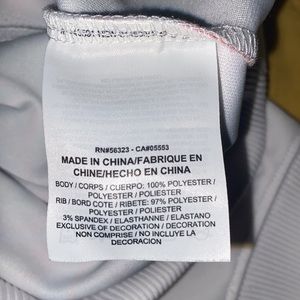 RN#56323 - CA#05553
MADE IN CHINA/FABRIQUE EN
CHINE/HECHO EN CHINA
BODY / CORPS / CUERPO: 100% POLYESTER /
POLYESTER / POLIESTER
RIB / BORD COTE / RIBETE: 97% POLYESTER /
POLYESTER / POLIESTER
3% SPANDEX / ELASTHANNE / ELASTANO
EXCLUSIVE OF DECORATION / DECORATION
NON COMPRISE / NO INCLUYE LA
DECORACION